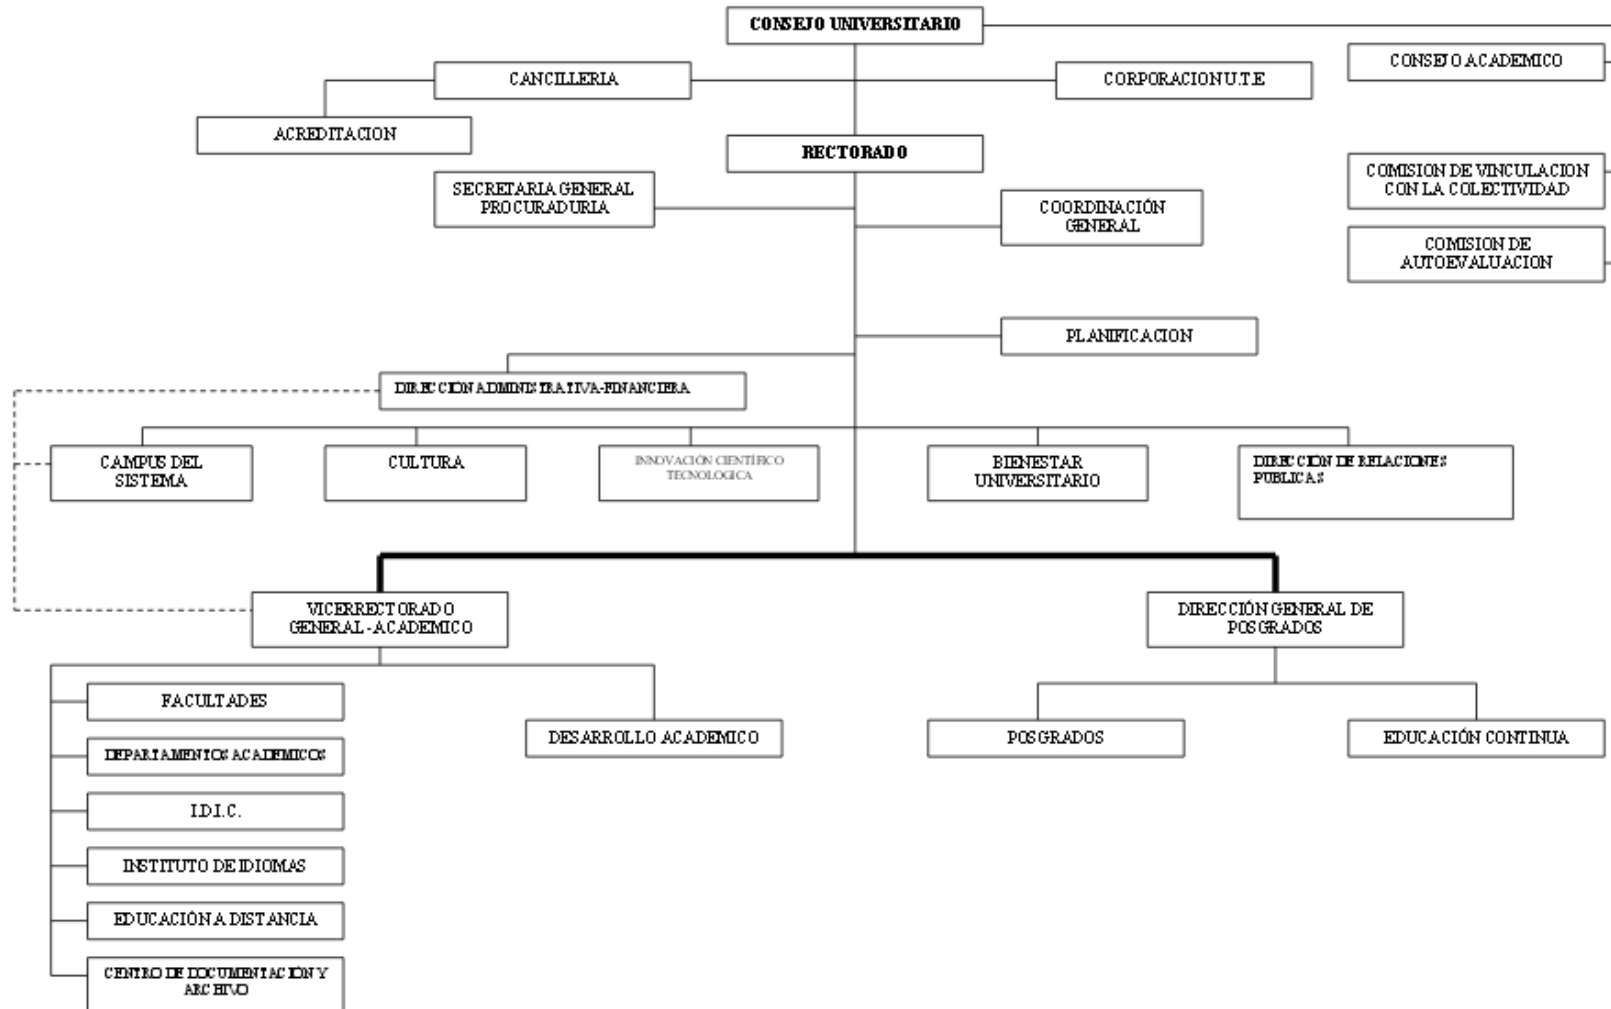 CONSEJO UNIVERSITARIO
CONSEJO ACADEMICO
CANCILLERIA
CORPORACION U.T.E
ACREDITACION
RECTORADO
COMISION DE VINCULACION
CON LA COLECTIVIDAD
SECRETARIA GENERAL
PROCURADURIA
COORDINACIÓN
GENERAL
COMISION DE
AUTOEVALUACION
PLANIFICACION
DIRECCIÓN ADMINISTRATIVA-FINANCIERA
CAMPUS DEL
SISTEMA
CULTURA
INNOVACIÓN CIENTÍFICO
TECNOLOGICA
BIENESTAR
UNIVERSITARIO
DIRECCIÓN DE RELACIONES
PUBLICAS
VICERRECTORADO
GENERAL - ACADEMICO
DIRECCIÓN GENERAL DE
POSGRADOS
FACULTADES
DEPARTAMENTOS ACADEMICOS
I.D.I.C.
INSTITUTO DE IDIOMAS
EDUCACIÓN A DISTANCIA
CENTRO DE DOCUMENTACIÓN Y
ARCHIVO
DESARROLLO ACADEMICO
POSGRADOS
EDUCACIÓN CONTINUA